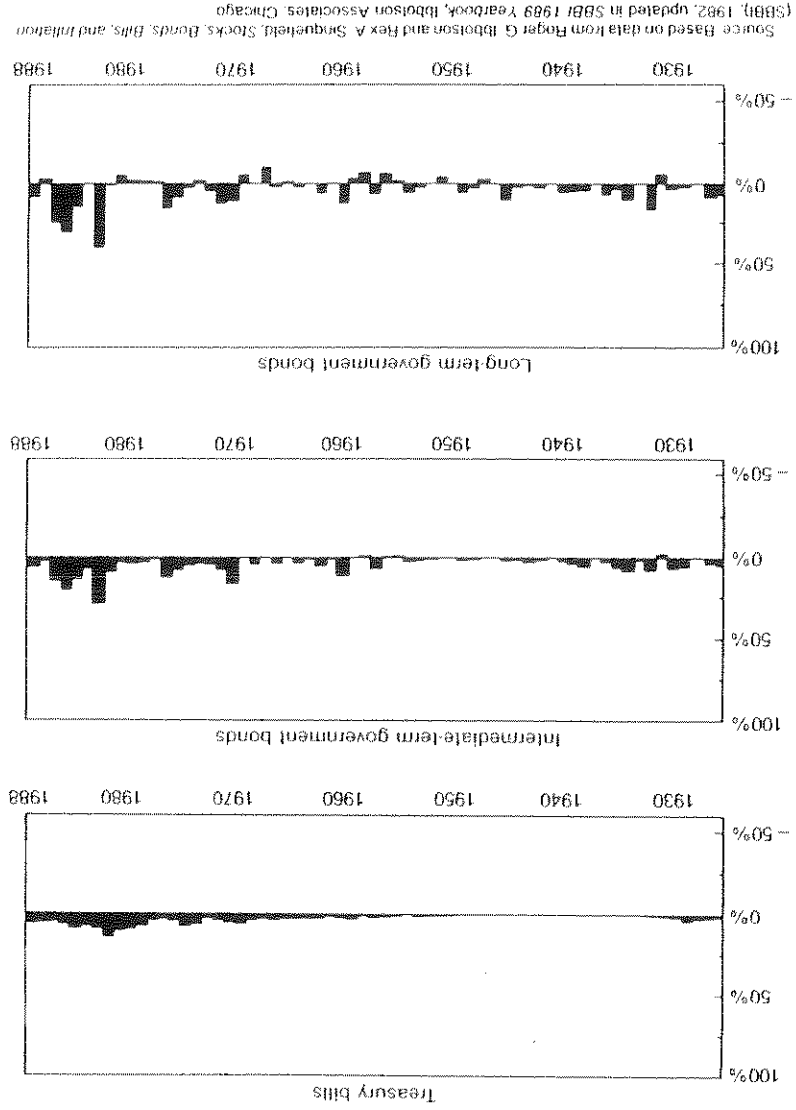 Treasury bills
100%
50%
0%
– 50%
1930 1940 1950 1960 1970 1980 1988
Intermediate-term government bonds
100%
50%
0%
– 50%
1930 1940 1950 1960 1970 1980 1988
Long-term government bonds
100%
50%
0%
– 50%
1930 1940 1950 1960 1970 1980 1988
Source Based on data from Roger G Ibbotson and Rex A Sinquefield, Stocks, Bonds, Bills, and Inflation
(SBBI), 1982, updated in SBBI 1989 Yearbook, Ibbotson Associates, Chicago